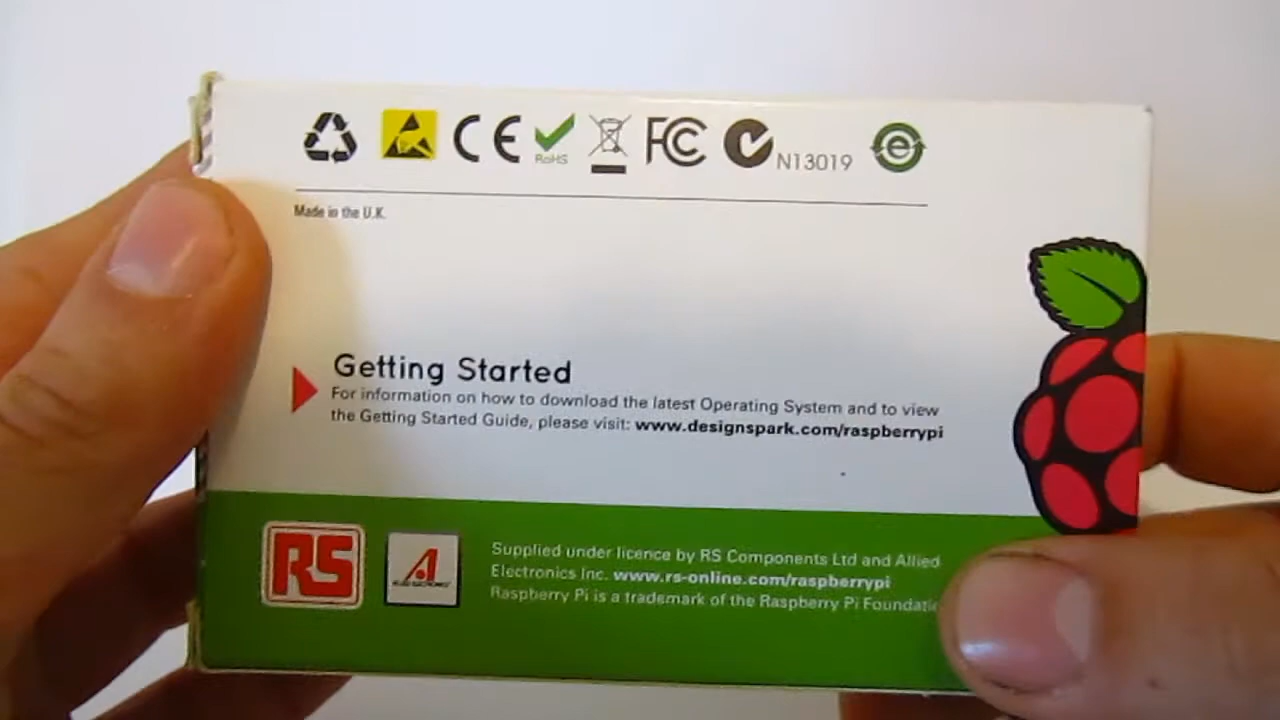 CE RoHS FC N13019 e
Made in the U.K.
Getting Started
For information on how to download the latest Operating System and to view
the Getting Started Guide, please visit: www.designspark.com/raspberrypi
RS
A
Supplied under licence by RS Components Ltd and Allied
Electronics Inc. www.rs-online.com/raspberrypi
Raspberry Pi is a trademark of the Raspberry Pi